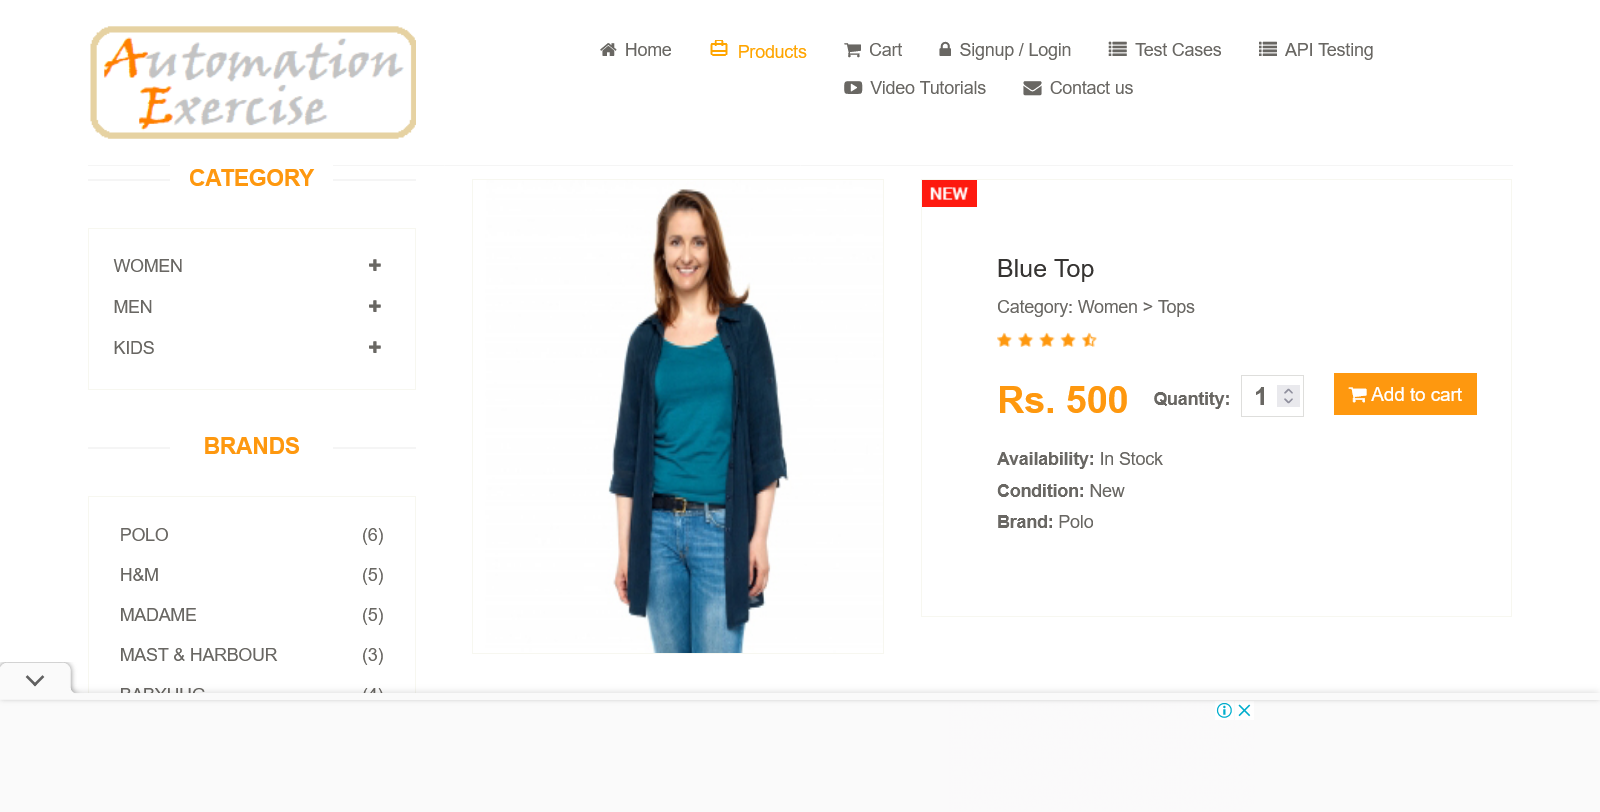 Automation
Exercise
Home
Products
Cart
Signup / Login
Test Cases
API Testing
Video Tutorials
Contact us
CATEGORY
WOMEN
MEN
KIDS
BRANDS
POLO (6)
H&M (5)
MADAME (5)
MAST & HARBOUR (3)
NEW
Blue Top
Category: Women > Tops
Rs. 500 Quantity: 1 Add to cart
Availability: In Stock
Condition: New
Brand: Polo